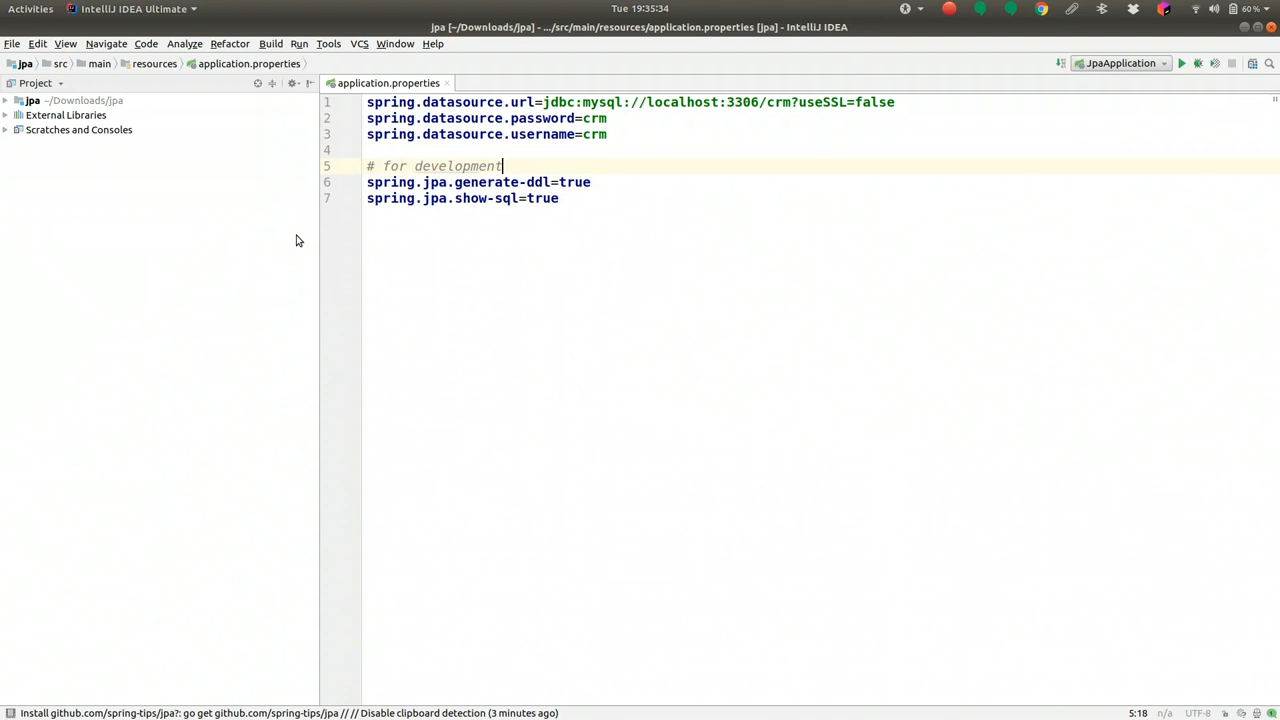 Activities IntelliJ IDEA Ultimate Tue 19:35:34 60%
jpa [~/Downloads/jpa] - .../src/main/resources/application.properties [jpa] - IntelliJ IDEA
File Edit View Navigate Code Analyze Refactor Build Run Tools VCS Window Help
jpa src main resources application.properties JpaApplication
Project application.properties
jpa ~/Downloads/jpa
External Libraries
Scratches and Consoles
1 spring.datasource.url=jdbc:mysql://localhost:3306/crm?useSSL=false
2 spring.datasource.password=crm
3 spring.datasource.username=crm
4
5 # for development
6 spring.jpa.generate-ddl=true
7 spring.jpa.show-sql=true
Install github.com/spring-tips/jpa?: go get github.com/spring-tips/jpa // // Disable clipboard detection (3 minutes ago) 5:18 n/a UTF-8